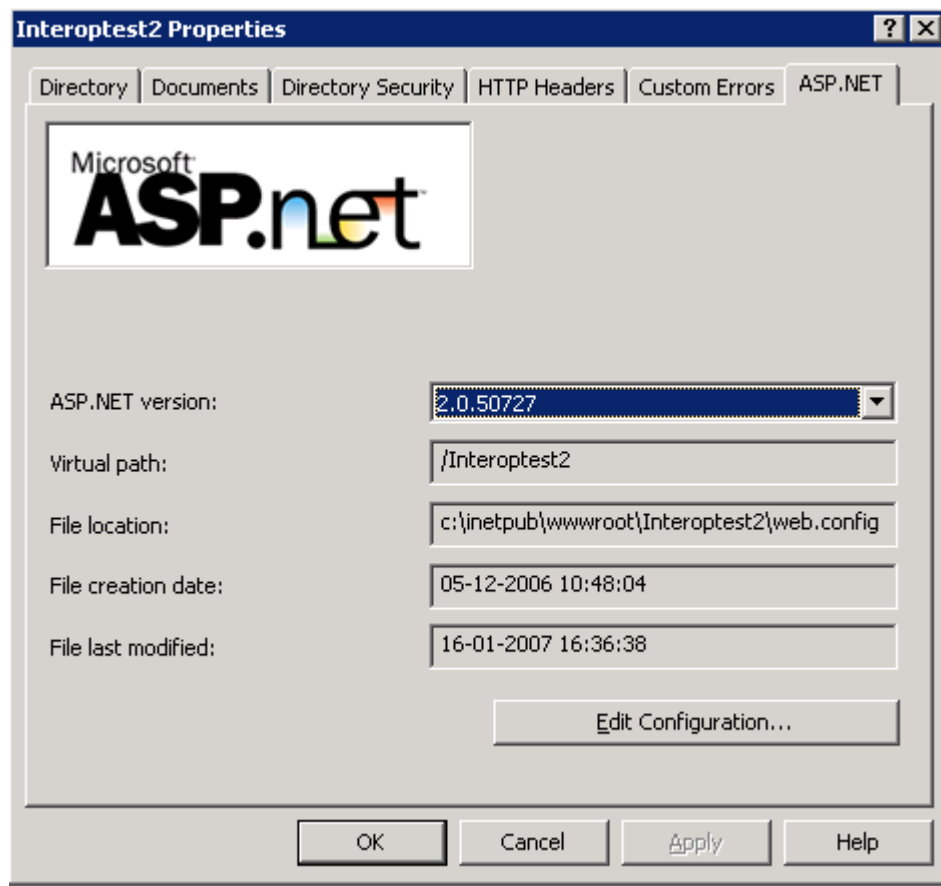 Interoptest2 Properties
Directory Documents Directory Security HTTP Headers Custom Errors ASP.NET
Microsoft
ASP.net
ASP.NET version: 2.0.50727
Virtual path: /Interoptest2
File location: c:\inetpub\wwwroot\Interoptest2\web.config
File creation date: 05-12-2006 10:48:04
File last modified: 16-01-2007 16:36:38
Edit Configuration...
OK Cancel Apply Help